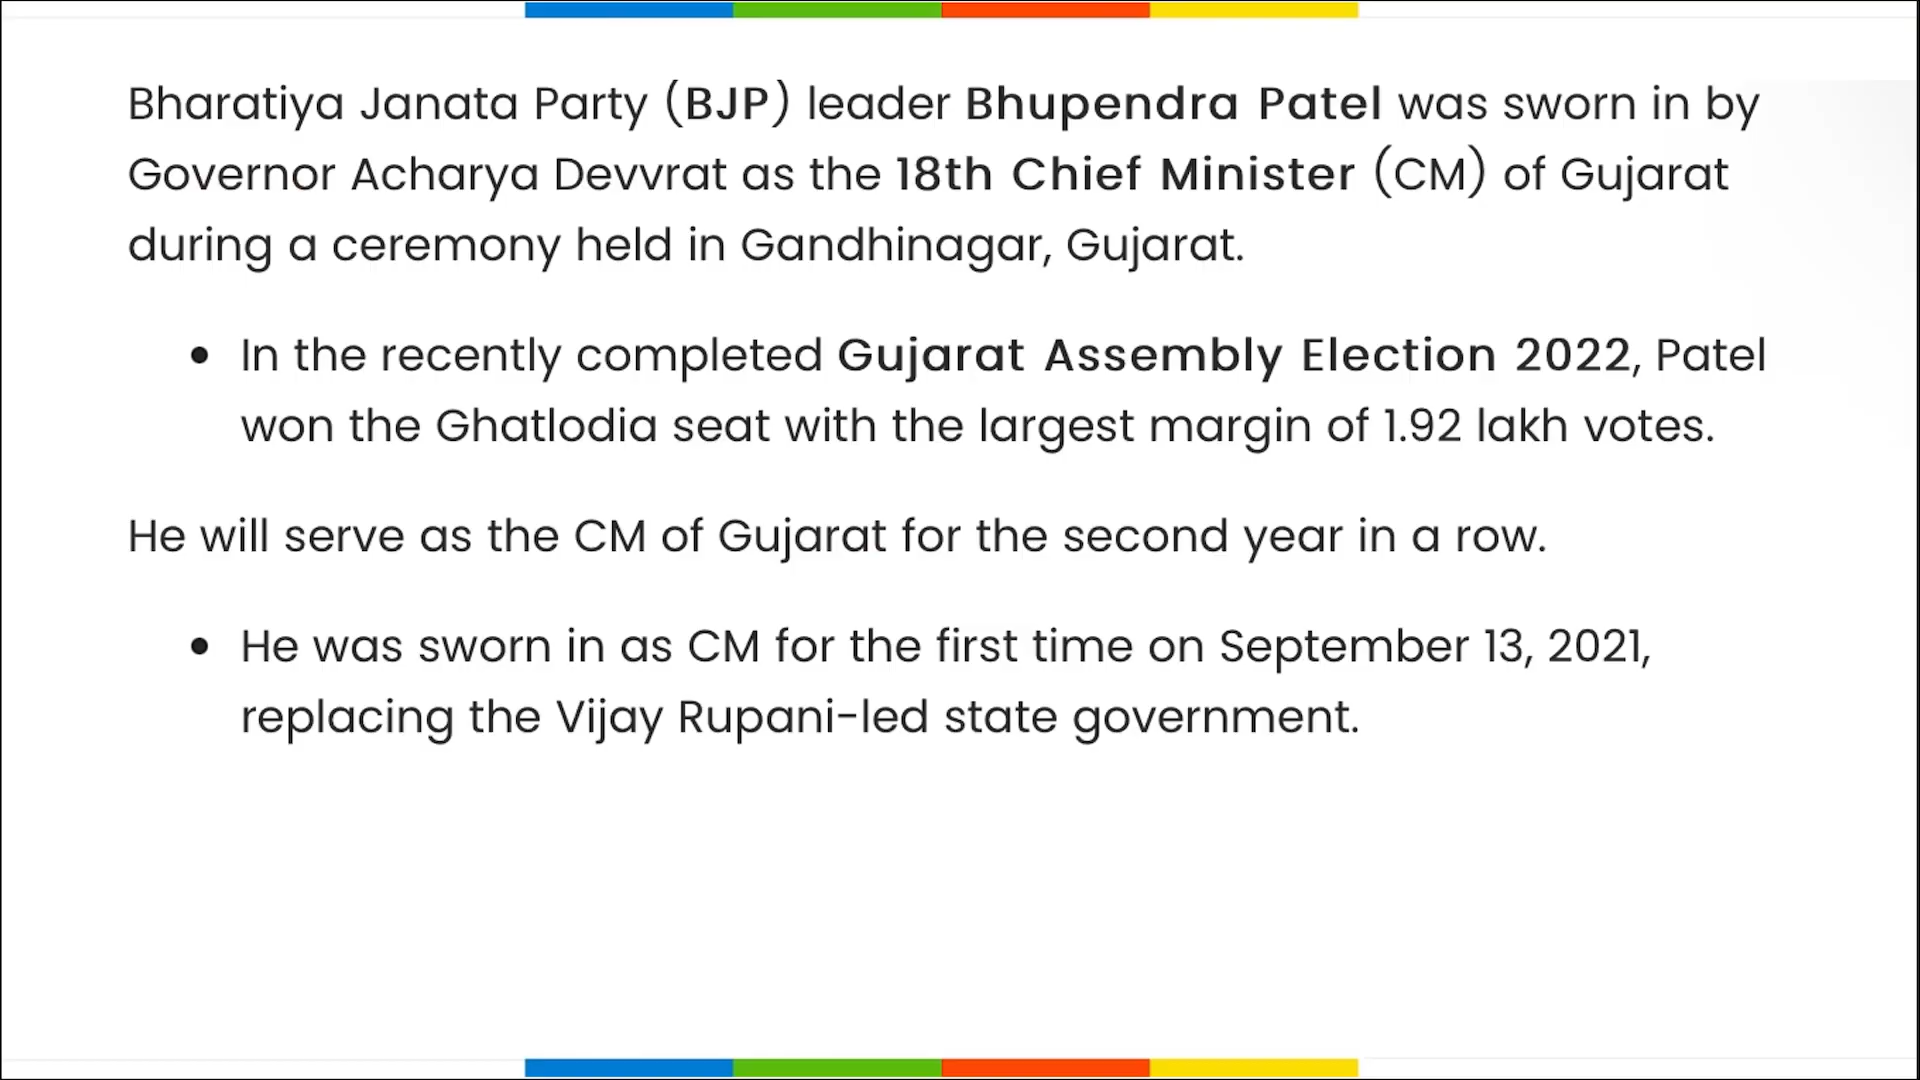 Bharatiya Janata Party (BJP) leader Bhupendra Patel was sworn in by
Governor Acharya Devvrat as the 18th Chief Minister (CM) of Gujarat
during a ceremony held in Gandhinagar, Gujarat.
• In the recently completed Gujarat Assembly Election 2022, Patel
won the Ghatlodia seat with the largest margin of 1.92 lakh votes.
He will serve as the CM of Gujarat for the second year in a row.
• He was sworn in as CM for the first time on September 13, 2021,
replacing the Vijay Rupani-led state government.